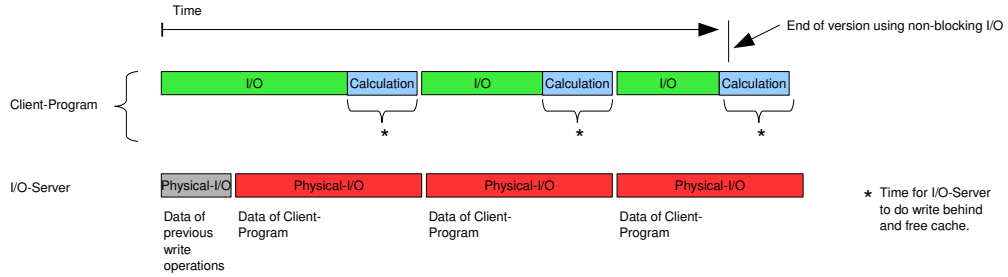 Time
End of version using non-blocking I/O
Client-Program
I/O
Calculation
I/O
Calculation
I/O
Calculation
*
*
*
I/O-Server
Physical-I/O
Physical-I/O
Physical-I/O
Physical-I/O
Data of
previous
write
operations
Data of Client-
Program
Data of Client-
Program
Data of Client-
Program
* Time for I/O-Server
to do write behind
and free cache.